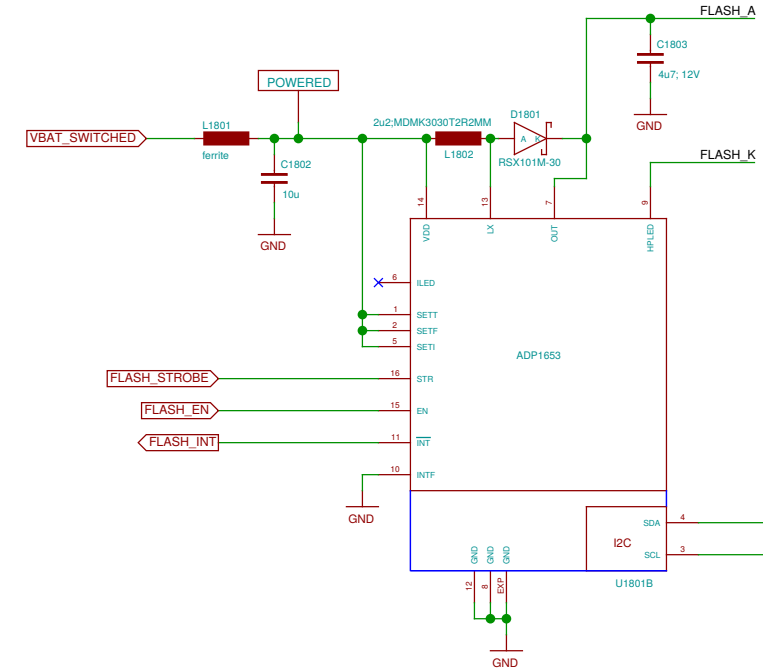 FLASH_A
C1803
4u7; 12V
GND
POWERED
VBAT_SWITCHED
L1801
ferrite
C1802
10u
GND
2u2;MDMK3030T2R2MM
L1802
D1801
A K
RSX101M-30
FLASH_K
14
13
7
9
VDD
LX
OUT
HPLED
6
ILED
1
SETT
2
SETF
5
SETI
ADP1653
FLASH_STROBE
16
STR
FLASH_EN
15
EN
FLASH_INT
11
INT
10
INTF
GND
SDA
4
I2C
SCL
3
GND
GND
GND
12
8
EXP
U1801B
GND